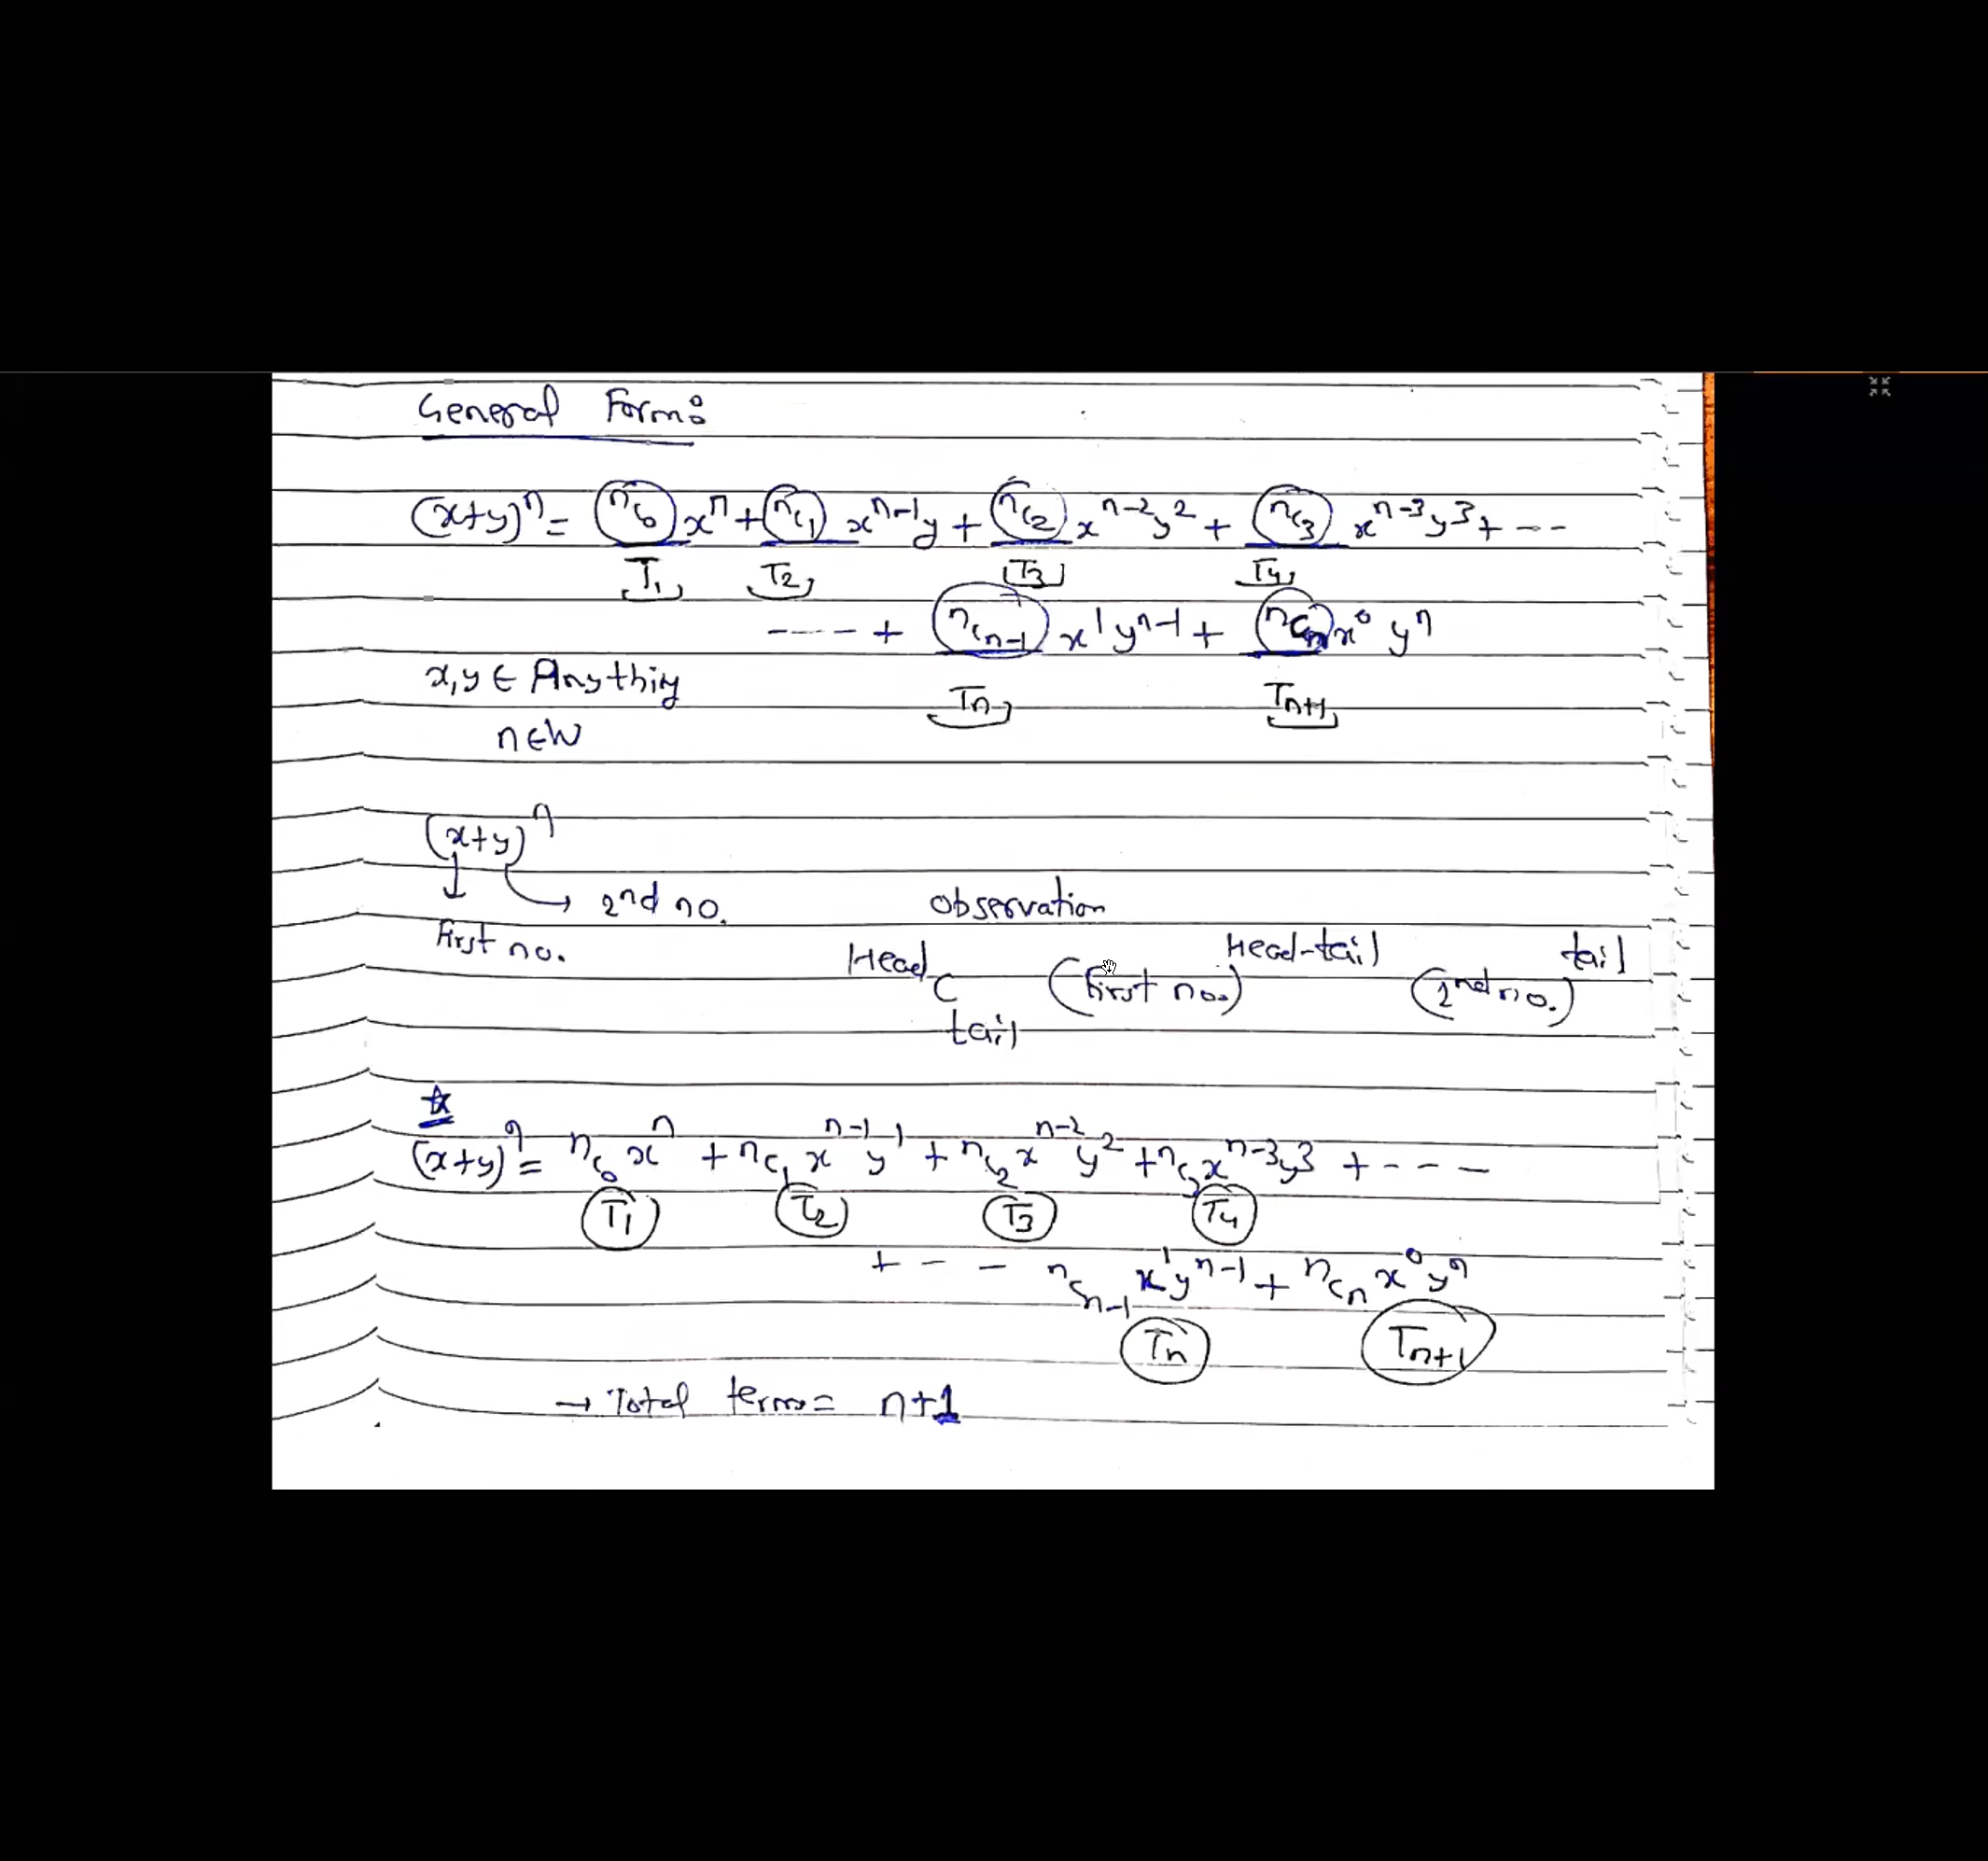 General Form:
(x+y)ⁿ = ⁿC₀ xⁿ + ⁿC₁ xⁿ⁻¹y + ⁿC₂ xⁿ⁻²y² + ⁿC₃ xⁿ⁻³y³ + ---
T₁ T₂ T₃ T₄
---- + ⁿCₙ₋₁ x¹yⁿ⁻¹ + ⁿCₙ x⁰ yⁿ
x,y ∈ Anything
Tₙ Tₙ₊₁
n∈W
(x+y)ⁿ
→ 2nd no.
observation
First no.
Head C tail (First no.) Head-tail (2nd no.) tail
☆
(x+y)ⁿ = ⁿC₀ xⁿ + ⁿC₁ xⁿ⁻¹ y¹ + ⁿC₂ xⁿ⁻² y² + ⁿC₃ xⁿ⁻³y³ + - - -
T₁ T₂ T₃ T₄
+ - - ⁿCₙ₋₁ x¹yⁿ⁻¹ + ⁿCₙ x⁰yⁿ
Tₙ Tₙ₊₁
→ Total terms = n+1